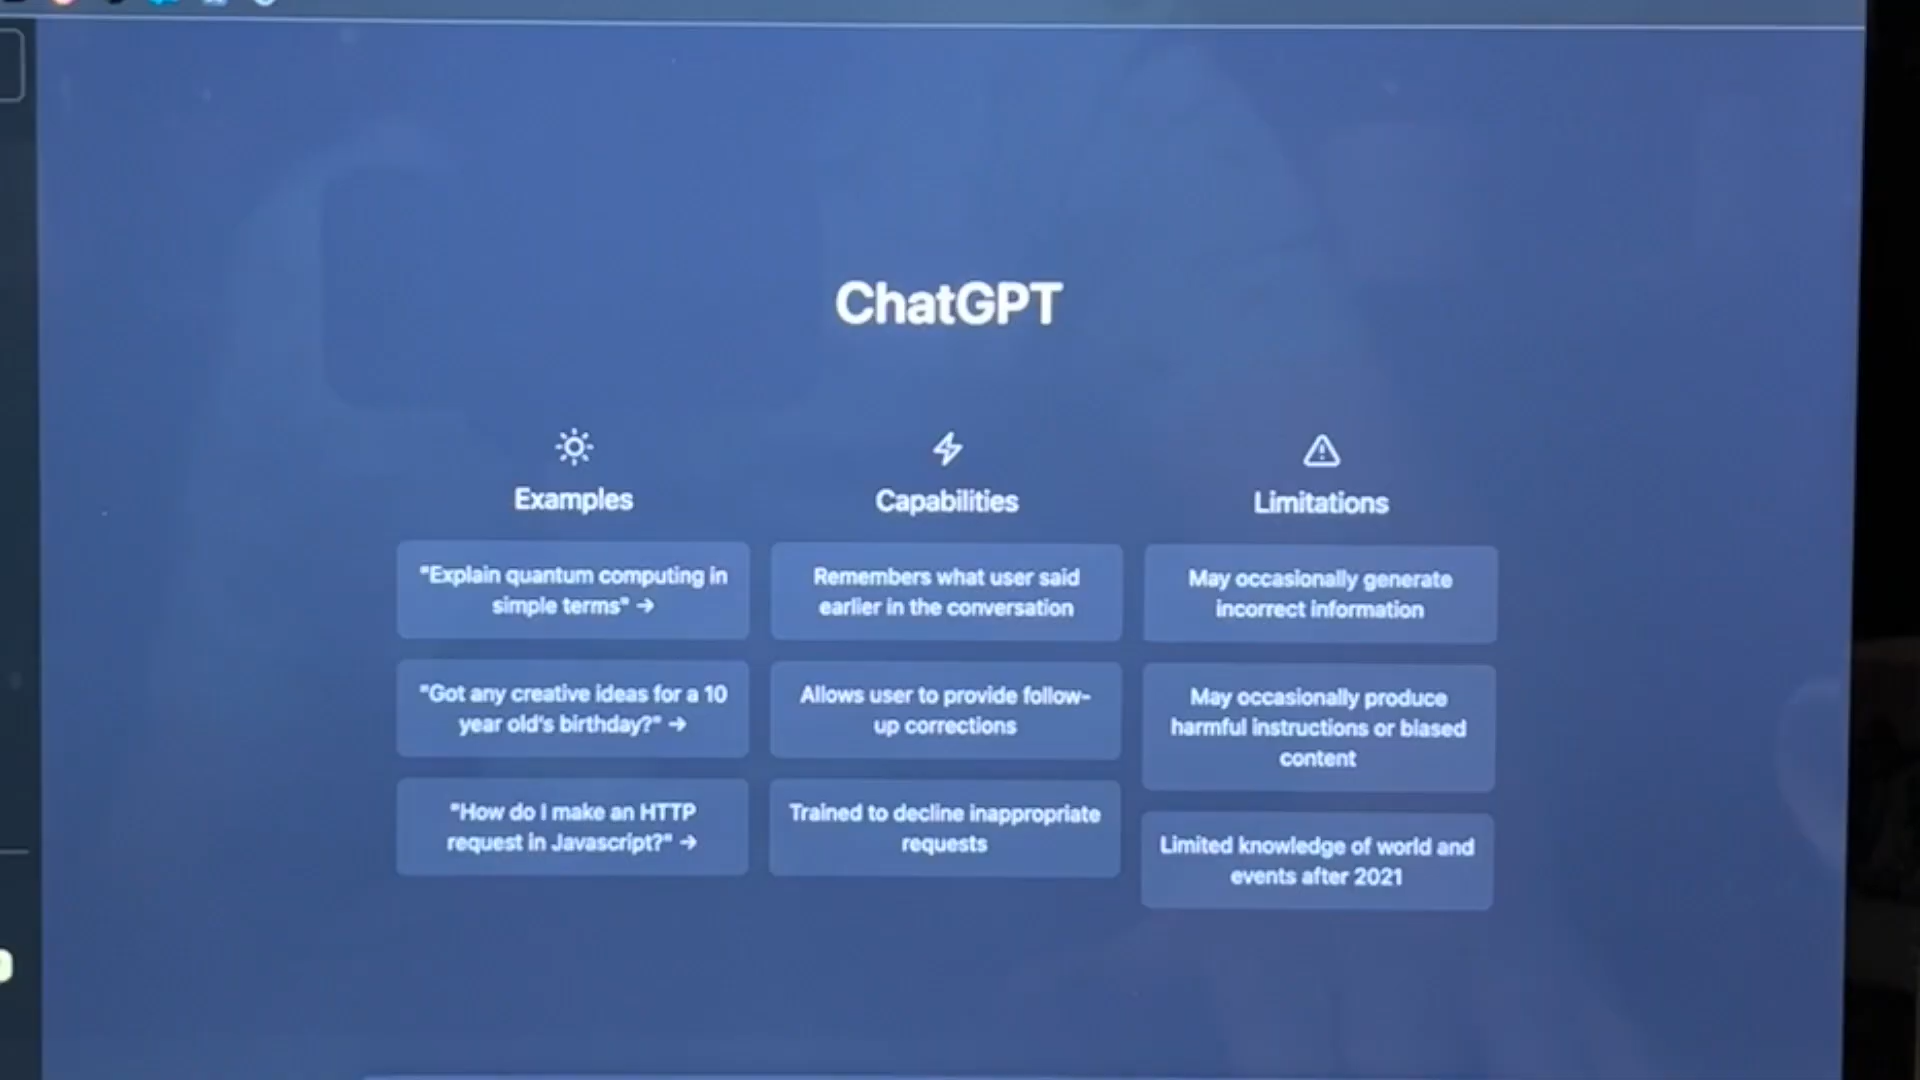 ChatGPT
Examples
"Explain quantum computing in
simple terms" →
"Got any creative ideas for a 10
year old's birthday?" →
"How do I make an HTTP
request in Javascript?" →
Capabilities
Remembers what user said
earlier in the conversation
Allows user to provide follow-
up corrections
Trained to decline inappropriate
requests
Limitations
May occasionally generate
incorrect information
May occasionally produce
harmful instructions or biased
content
Limited knowledge of world and
events after 2021